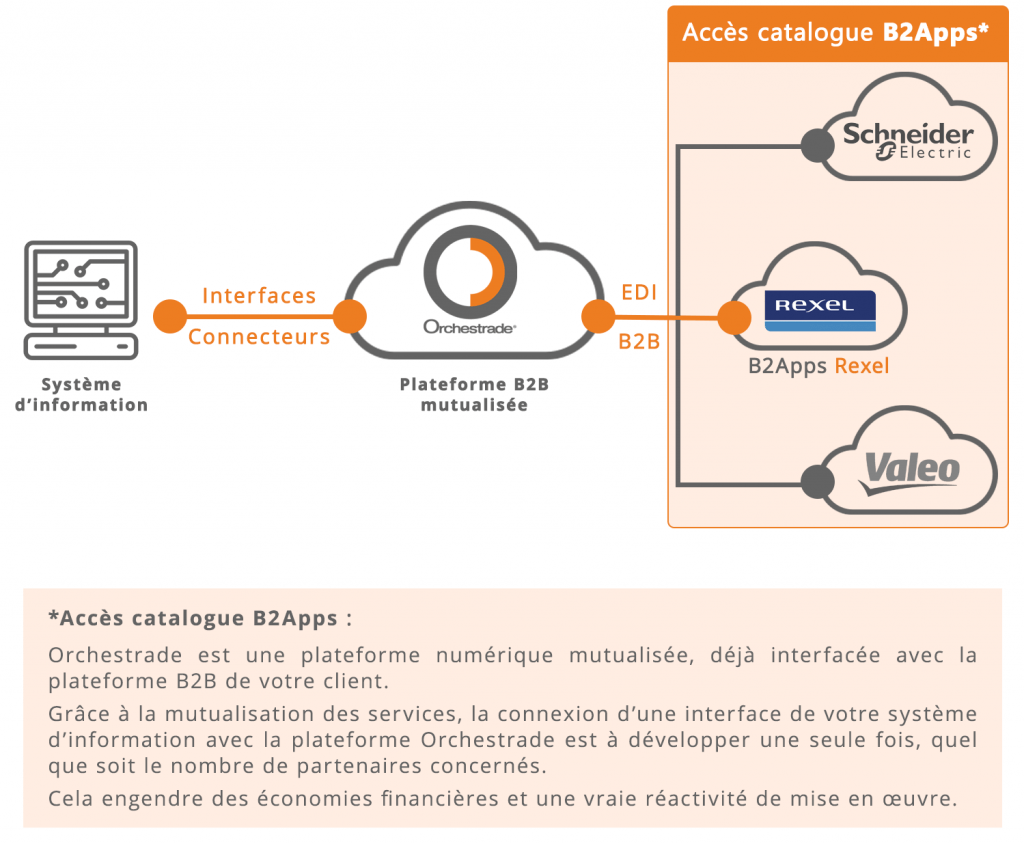 Accès catalogue B2Apps*
Schneider
Electric
Interfaces
Connecteurs
Orchestrade®
EDI
B2B
REXEL
B2Apps Rexel
Système
d’information
Plateforme B2B
mutualisée
Valeo
*Accès catalogue B2Apps :
Orchestrade est une plateforme numérique mutualisée, déjà interfacée avec la
plateforme B2B de votre client.
Grâce à la mutualisation des services, la connexion d’une interface de votre système
d’information avec la plateforme Orchestrade est à développer une seule fois, quel
que soit le nombre de partenaires concernés.
Cela engendre des économies financières et une vraie réactivité de mise en œuvre.